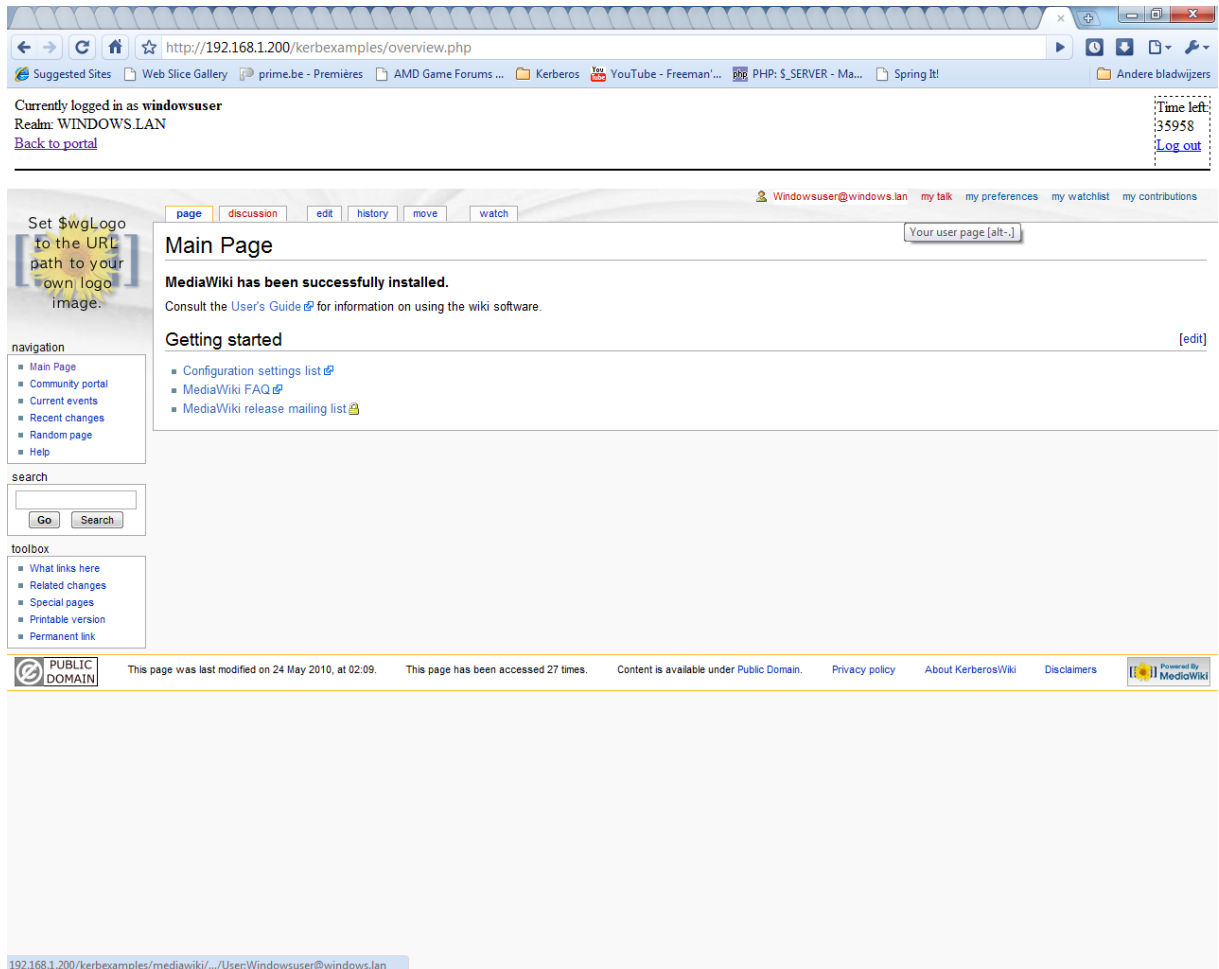 http://192.168.1.200/kerbexamples/overview.php
Suggested Sites Web Slice Gallery prime.be - Premières AMD Game Forums ... Kerberos YouTube - Freeman'... PHP: $_SERVER - Ma... Spring It! Andere bladwijzers
Currently logged in as windowsuser
Realm: WINDOWS.LAN
Back to portal
Time left:
35958
Log out
Windowsuser@windows.lan my talk my preferences my watchlist my contributions
Your user page [alt-.]
Set $wgLogo
to the URL
path to your
own logo
image.
page discussion edit history move watch
Main Page
MediaWiki has been successfully installed.
Consult the User's Guide for information on using the wiki software.
Getting started [edit]
Configuration settings list
MediaWiki FAQ
MediaWiki release mailing list
navigation
Main Page
Community portal
Current events
Recent changes
Random page
Help
search
Go Search
toolbox
What links here
Related changes
Special pages
Printable version
Permanent link
PUBLIC
DOMAIN
This page was last modified on 24 May 2010, at 02:09. This page has been accessed 27 times. Content is available under Public Domain. Privacy policy About KerberosWiki Disclaimers
Powered By
MediaWiki
192.168.1.200/kerbexamples/mediawiki/.../User:Windowsuser@windows.lan